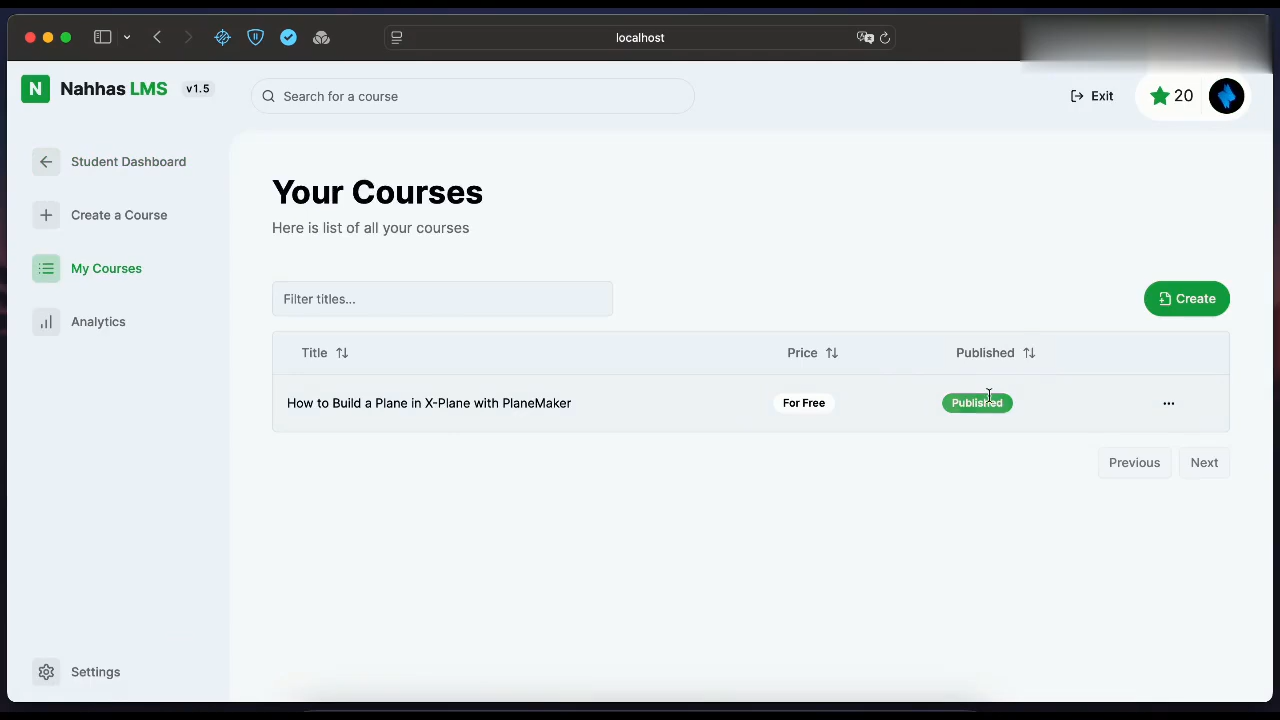 localhost
N Nahhas LMS v1.5
Search for a course
Exit
20
Student Dashboard
Create a Course
My Courses
Analytics
Settings
Your Courses
Here is list of all your courses
Filter titles...
Create
Title Price Published
How to Build a Plane in X-Plane with PlaneMaker For Free Published
Previous Next